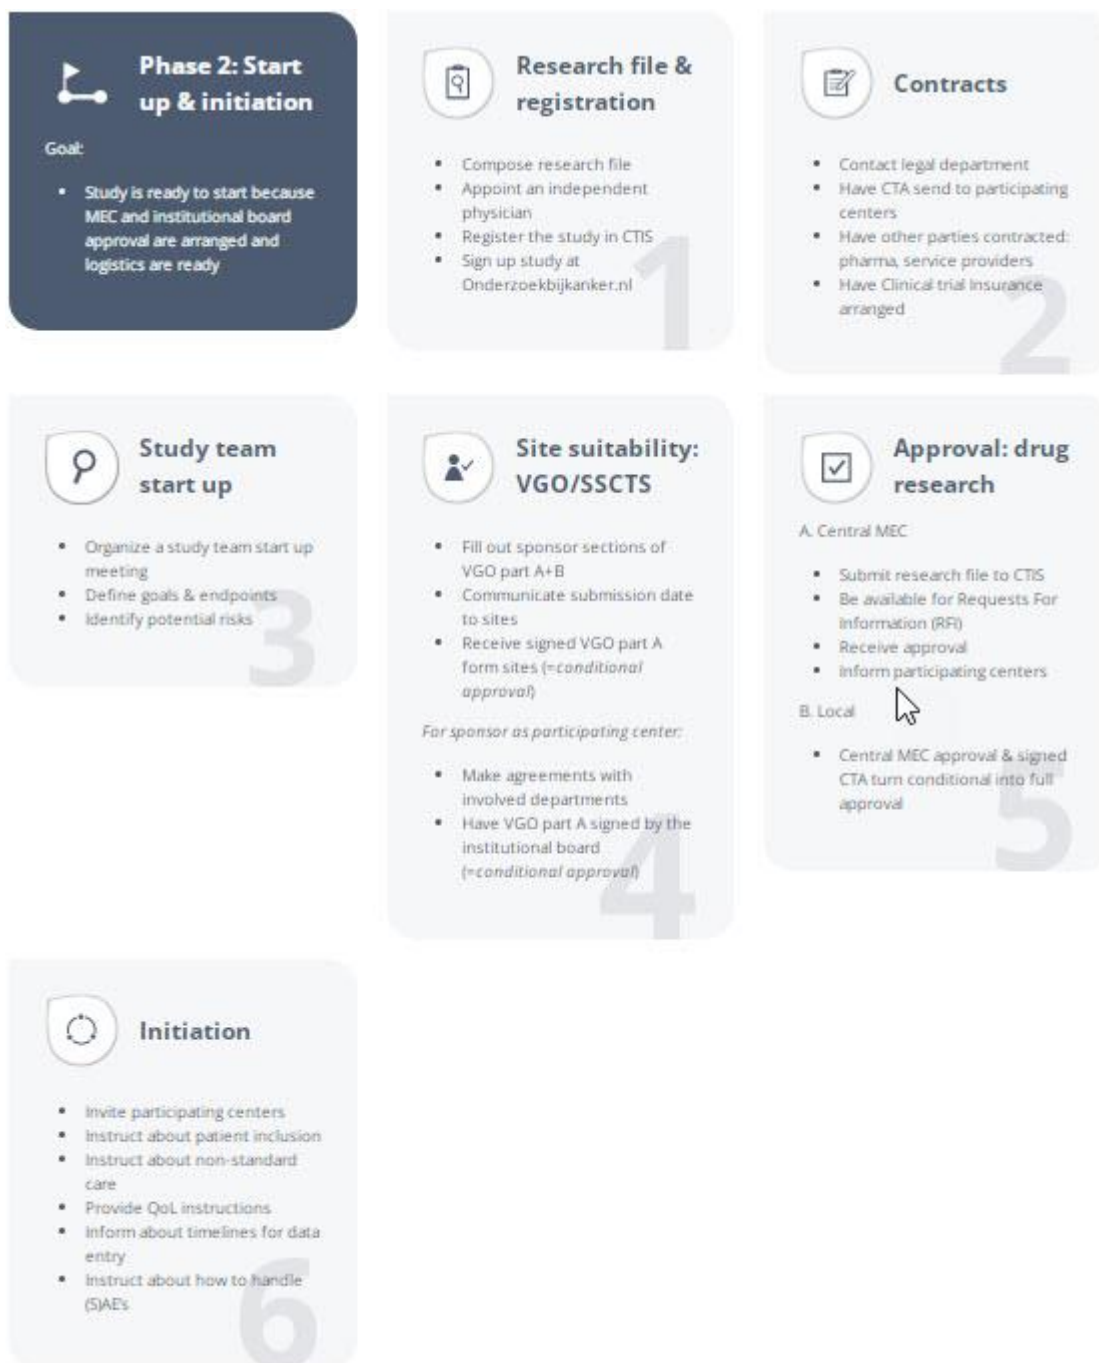 Phase 2: Start
up & initiation
Goal:
Study is ready to start because
MEC and institutional board
approval are arranged and
logistics are ready
Research file &
registration
Compose research file
Appoint an independent
physician
Register the study in CTIS
Sign up study at
Onderzoekbijkanker.nl
1
Contracts
Contact legal department
Have CTA send to participating
centers
Have other parties contracted:
pharma, service providers
Have Clinical trial Insurance
arranged
2
Study team
start up
Organize a study team start up
meeting
Define goals & endpoints
Identify potential risks
3
Site suitability:
VGO/SSCTS
Fill out sponsor sections of
VGO part A+B
Communicate submission date
to sites
Receive signed VGO part A
form sites (=conditional
approval)
For sponsor as participating center:
Make agreements with
involved departments
Have VGO part A signed by the
institutional board
(=conditional approval)
4
Approval: drug
research
A. Central MEC
Submit research file to CTIS
Be available for Requests For
Information (RFI)
Receive approval
Inform participating centers
B. Local
Central MEC approval & signed
CTA turn conditional into full
approval
5
Initiation
Invite participating centers
Instruct about patient inclusion
Instruct about non-standard
care
Provide QoL instructions
Inform about timelines for data
entry
Instruct about how to handle
(S)AE's
6